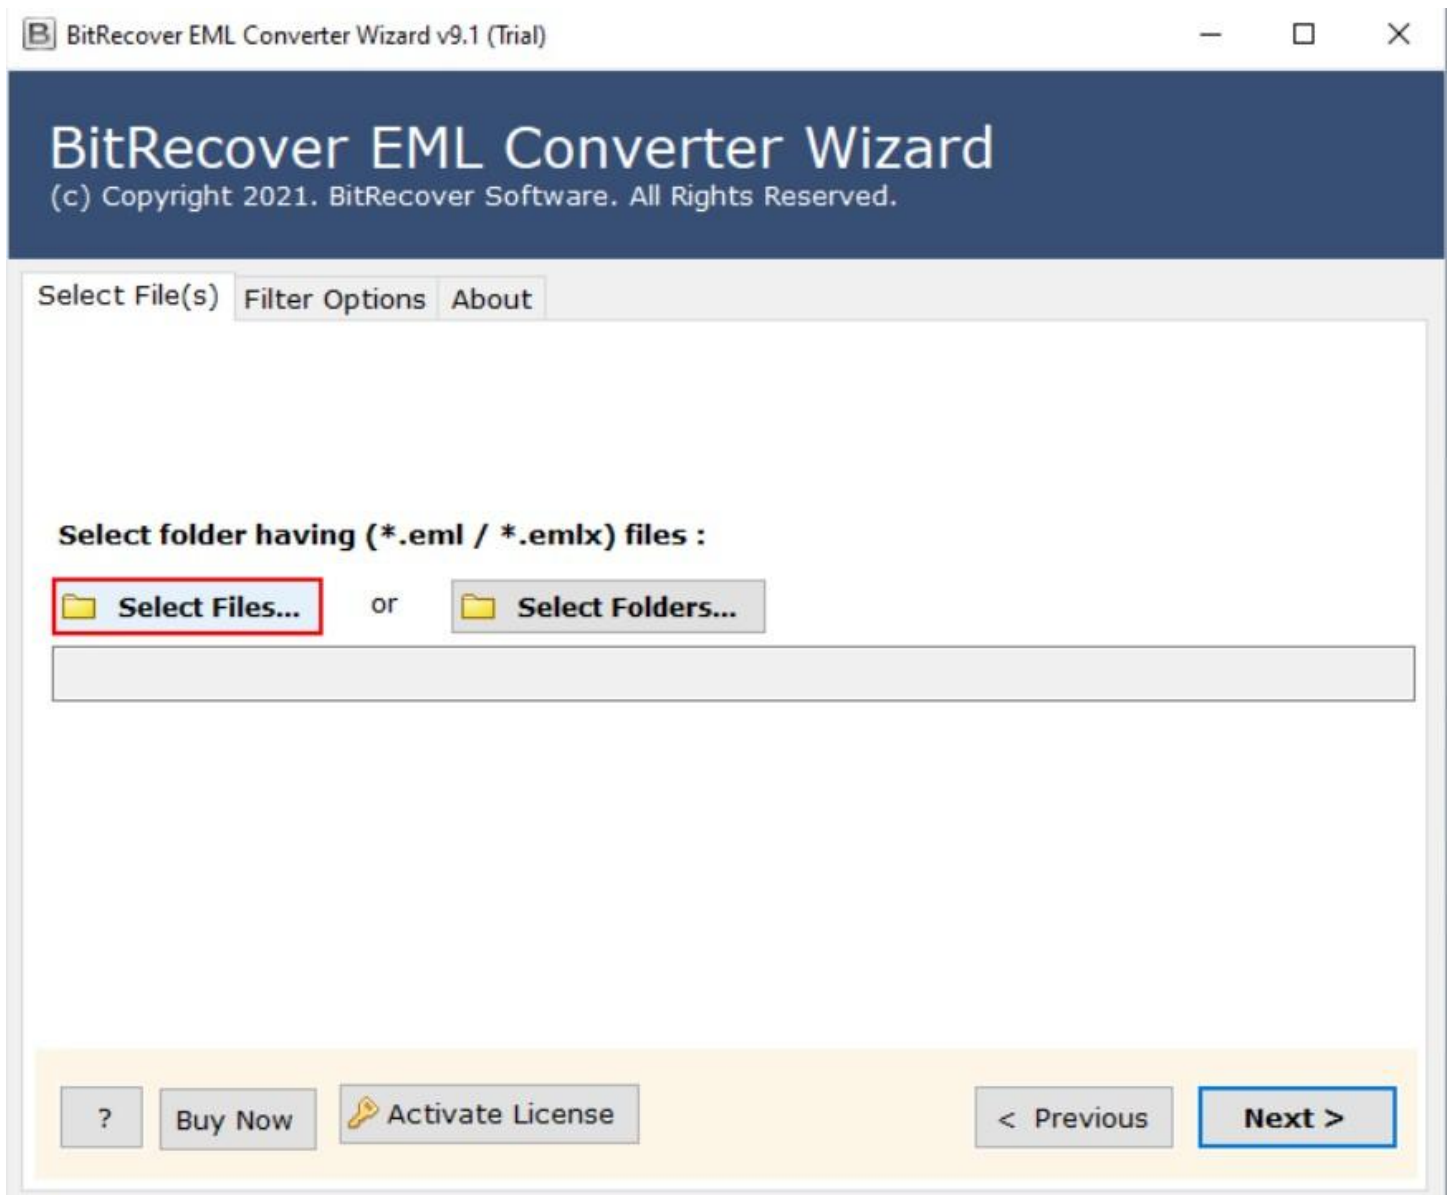 B BitRecover EML Converter Wizard v9.1 (Trial)
BitRecover EML Converter Wizard
(c) Copyright 2021. BitRecover Software. All Rights Reserved.
Select File(s) Filter Options About
Select folder having (*.eml / *.emlx) files :
Select Files... or Select Folders...
? Buy Now Activate License < Previous Next >